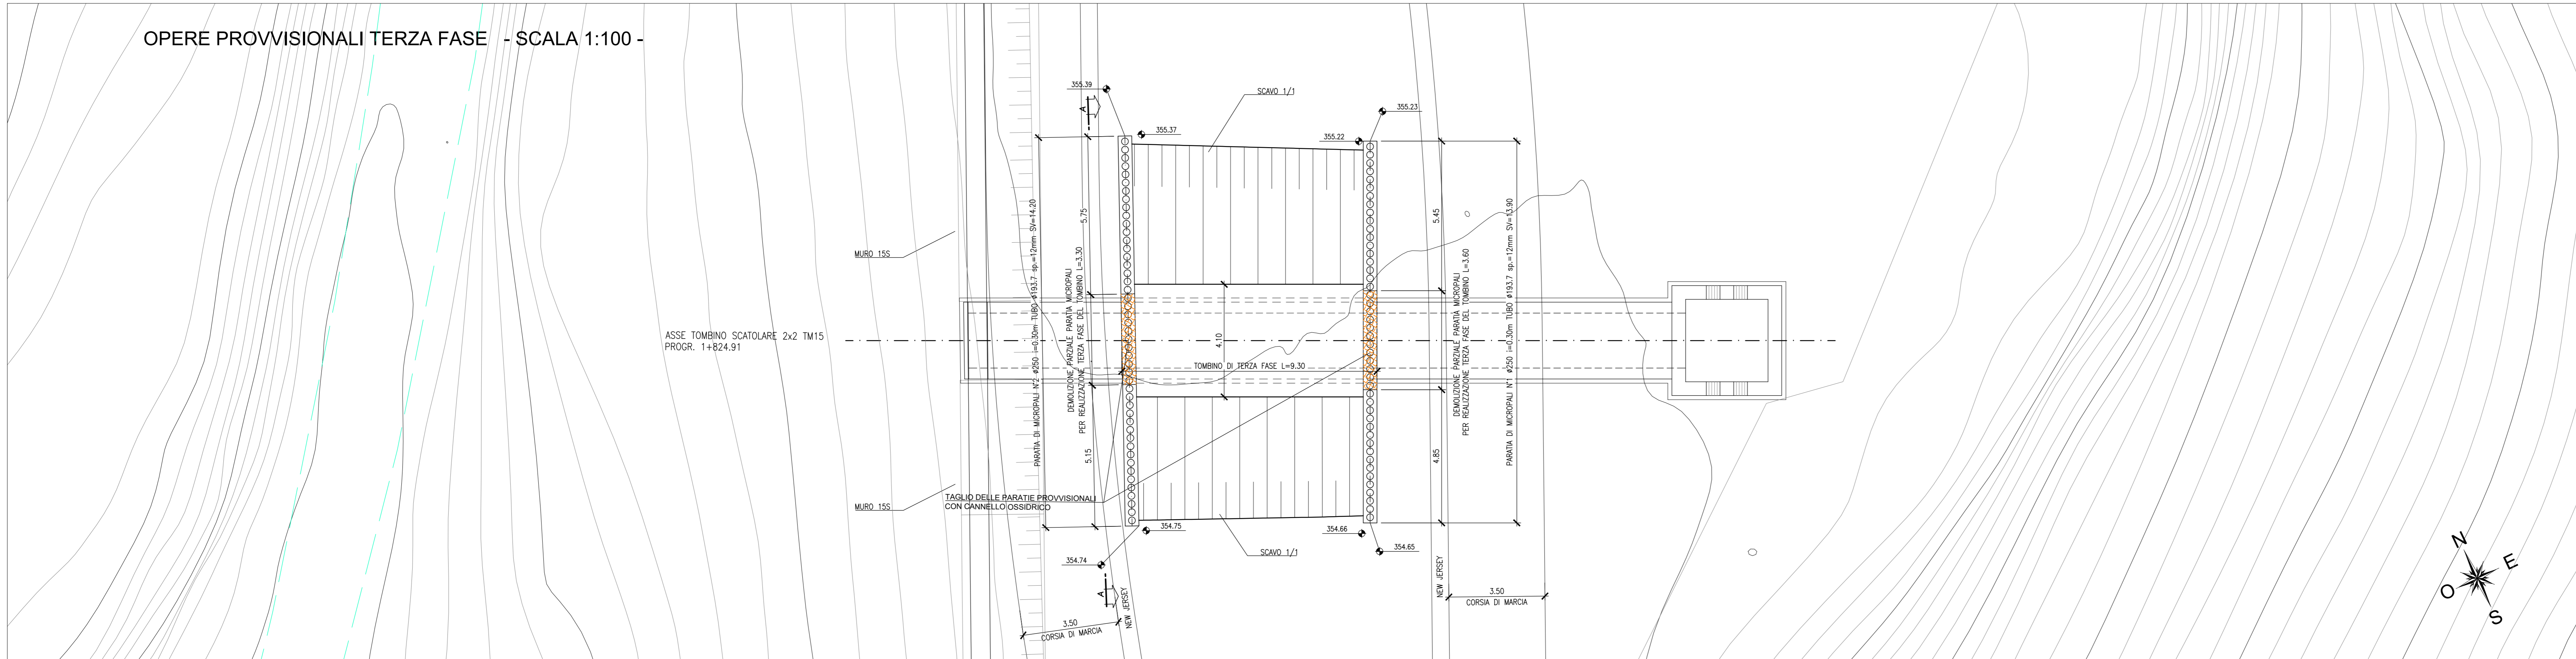 OPERE PROVVISIONALI TERZA FASE - SCALA 1:100 -
355.39
A
SCAVO 1/1
355.23
355.37
355.22
PARATIA DI MICROPALI N°2 Ø250 i=0.30m TUBO Ø193.7 sp.=12mm SV=14.20
5.75
5.15
DEMOLIZIONE PARZIALE PARATIA MICROPALI
PER REALIZZAZIONE TERZA FASE DEL TOMBINO L=3.30
MURO 15S
ASSE TOMBINO SCATOLARE 2x2 TM15
PROGR. 1+824.91
4.10
TOMBINO DI TERZA FASE L=9.30
5.45
4.85
DEMOLIZIONE PARZIALE PARATIA MICROPALI
PER REALIZZAZIONE TERZA FASE DEL TOMBINO L=3.60
PARATIA DI MICROPALI N°1 Ø250 i=0.30m TUBO Ø193.7 sp.=12mm SV=13.90
TAGLIO DELLE PARATIE PROVVISIONALI
CON CANNELLO OSSIDRICO
MURO 15S
354.75
354.66
354.74
354.65
SCAVO 1/1
A
NEW JERSEY
3.50
CORSIA DI MARCIA
NEW JERSEY
3.50
CORSIA DI MARCIA
N
E
O
S